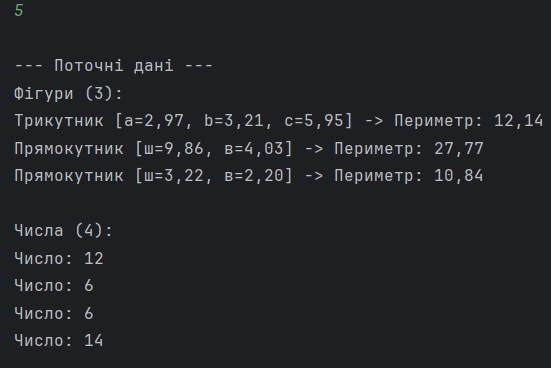 5
--- Поточні дані ---
Фігури (3):
Трикутник [a=2,97, b=3,21, c=5,95] -> Периметр: 12,14
Прямокутник [ш=9,86, в=4,03] -> Периметр: 27,77
Прямокутник [ш=3,22, в=2,20] -> Периметр: 10,84
Числа (4):
Число: 12
Число: 6
Число: 6
Число: 14